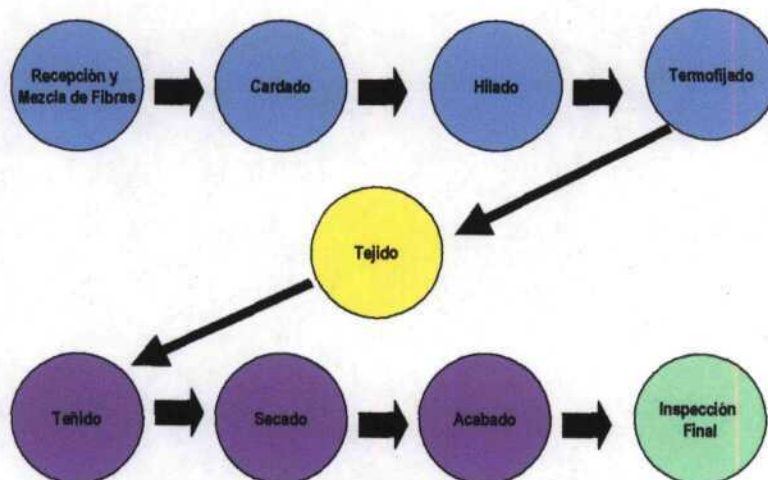 Recepción y
Mezcla de Fibras
Cardado
Hilado
Termofijado
Tejido
Teñido
Secado
Acabado
Inspección
Final